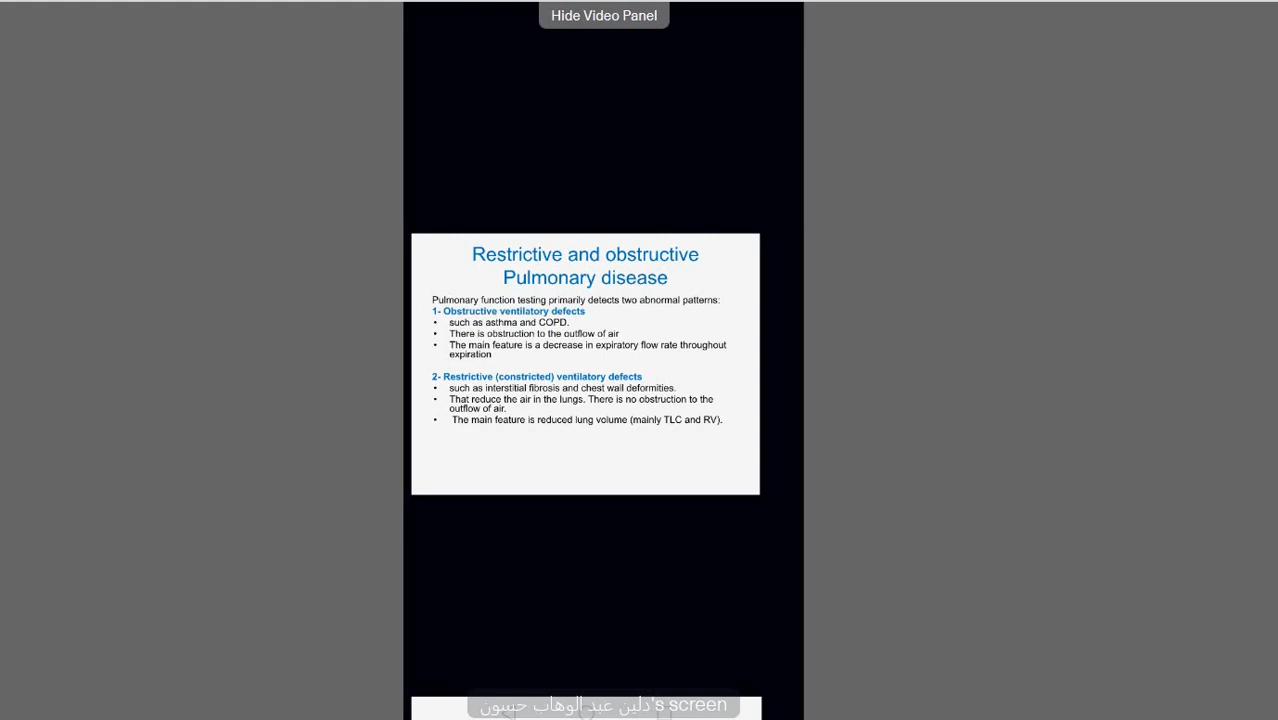 Hide Video Panel
Restrictive and obstructive
Pulmonary disease
Pulmonary function testing primarily detects two abnormal patterns:
1- Obstructive ventilatory defects
• such as asthma and COPD.
• There is obstruction to the outflow of air
• The main feature is a decrease in expiratory flow rate throughout
expiration
2- Restrictive (constricted) ventilatory defects
• such as interstitial fibrosis and chest wall deformities.
• That reduce the air in the lungs. There is no obstruction to the
outflow of air.
• The main feature is reduced lung volume (mainly TLC and RV).
دلين عبد الوهاب حسون's screen